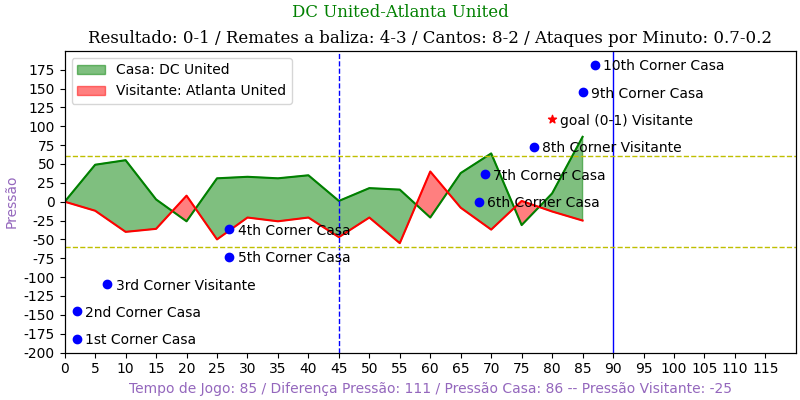 DC United-Atlanta United
Resultado: 0-1 / Remates a baliza: 4-3 / Cantos: 8-2 / Ataques por Minuto: 0.7-0.2
Casa: DC United
Visitante: Atlanta United
10th Corner Casa
9th Corner Casa
goal (0-1) Visitante
8th Corner Visitante
7th Corner Casa
6th Corner Casa
4th Corner Casa
5th Corner Casa
3rd Corner Visitante
2nd Corner Casa
1st Corner Casa
Pressão
175
150
125
100
75
50
25
0
-25
-50
-75
-100
-125
-150
-175
-200
0 5 10 15 20 25 30 35 40 45 50 55 60 65 70 75 80 85 90 95 100 105 110 115
Tempo de Jogo: 85 / Diferença Pressão: 111 / Pressão Casa: 86 -- Pressão Visitante: -25